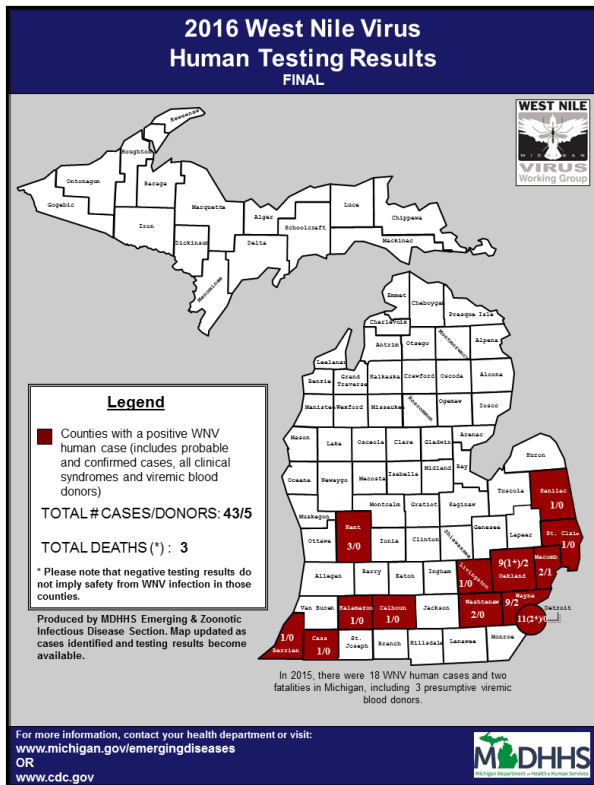 2016 West Nile Virus
Human Testing Results
FINAL
WEST NILE
MICHIGAN
VIRUS
Working Group
Keweenaw
Houghton
Ontonagon
Baraga
Gogebic
Marquette
Iron
Alger
Luce
Chippewa
Schoolcraft
Dickinson
Delta
Mackinac
Menominee
Emmet
Cheboygan
Presque Isle
Charlevoix
Antrim
Otsego
Montmorency
Alpena
Leelanau
Benzie
Grand
Traverse
Kalkaska
Crawford
Oscoda
Alcona
Manistee
Wexford
Missaukee
Roscommon
Ogemaw
Iosco
Mason
Lake
Osceola
Clare
Gladwin
Arenac
Huron
Oceana
Newaygo
Mecosta
Isabella
Midland
Bay
Tuscola
Sanilac
1/0
Muskegon
Montcalm
Gratiot
Saginaw
Kent
3/0
Ottawa
Ionia
Clinton
Shiawassee
Genesee
Lapeer
St. Clair
1/0
Allegan
Barry
Eaton
Ingham
Livingston
1/0
9(1*)/2
Oakland
Macomb
2/1
Van Buren
Kalamazoo
1/0
Calhoun
1/0
Jackson
Washtenaw
2/0
Wayne
9/2
Detroit
11(2*)/0
1/0
Berrien
Cass
1/0
St.
Joseph
Branch
Hillsdale
Lenawee
Monroe
Legend
Counties with a positive WNV
human case (includes probable
and confirmed cases, all clinical
syndromes and viremic blood
donors)
TOTAL # CASES/DONORS: 43/5
TOTAL DEATHS (*) : 3
* Please note that negative testing results do
not imply safety from WNV infection in those
counties.
Produced by MDHHS Emerging & Zoonotic
Infectious Disease Section. Map updated as
cases identified and testing results become
available.
In 2015, there were 18 WNV human cases and two
fatalities in Michigan, including 3 presumptive viremic
blood donors.
For more information, contact your health department or visit:
www.michigan.gov/emergingdiseases
OR
www.cdc.gov
MDHHS
Michigan Department of Health & Human Services